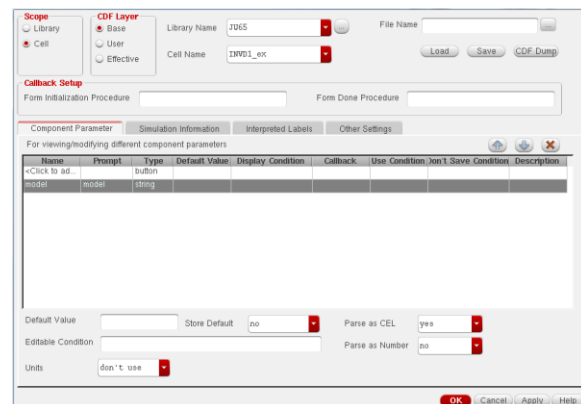 Scope
CDF Layer
Library
Base
Library Name
JU65
...
File Name
...
Cell
User
Effective
Cell Name
INVD1_ex
Load
Save
CDF Dump
Callback Setup
Form Initialization Procedure
Form Done Procedure
Component Parameter
Simulation Information
Interpreted Labels
Other Settings
For viewing/modifying different component parameters
Name Prompt Type Default Value Display Condition Callback Use Condition Don't Save Condition Description
<Click to ad... button
model model string
Default Value
Store Default
no
Parse as CEL
yes
Editable Condition
Parse as Number
no
Units
don't use
OK Cancel Apply Help